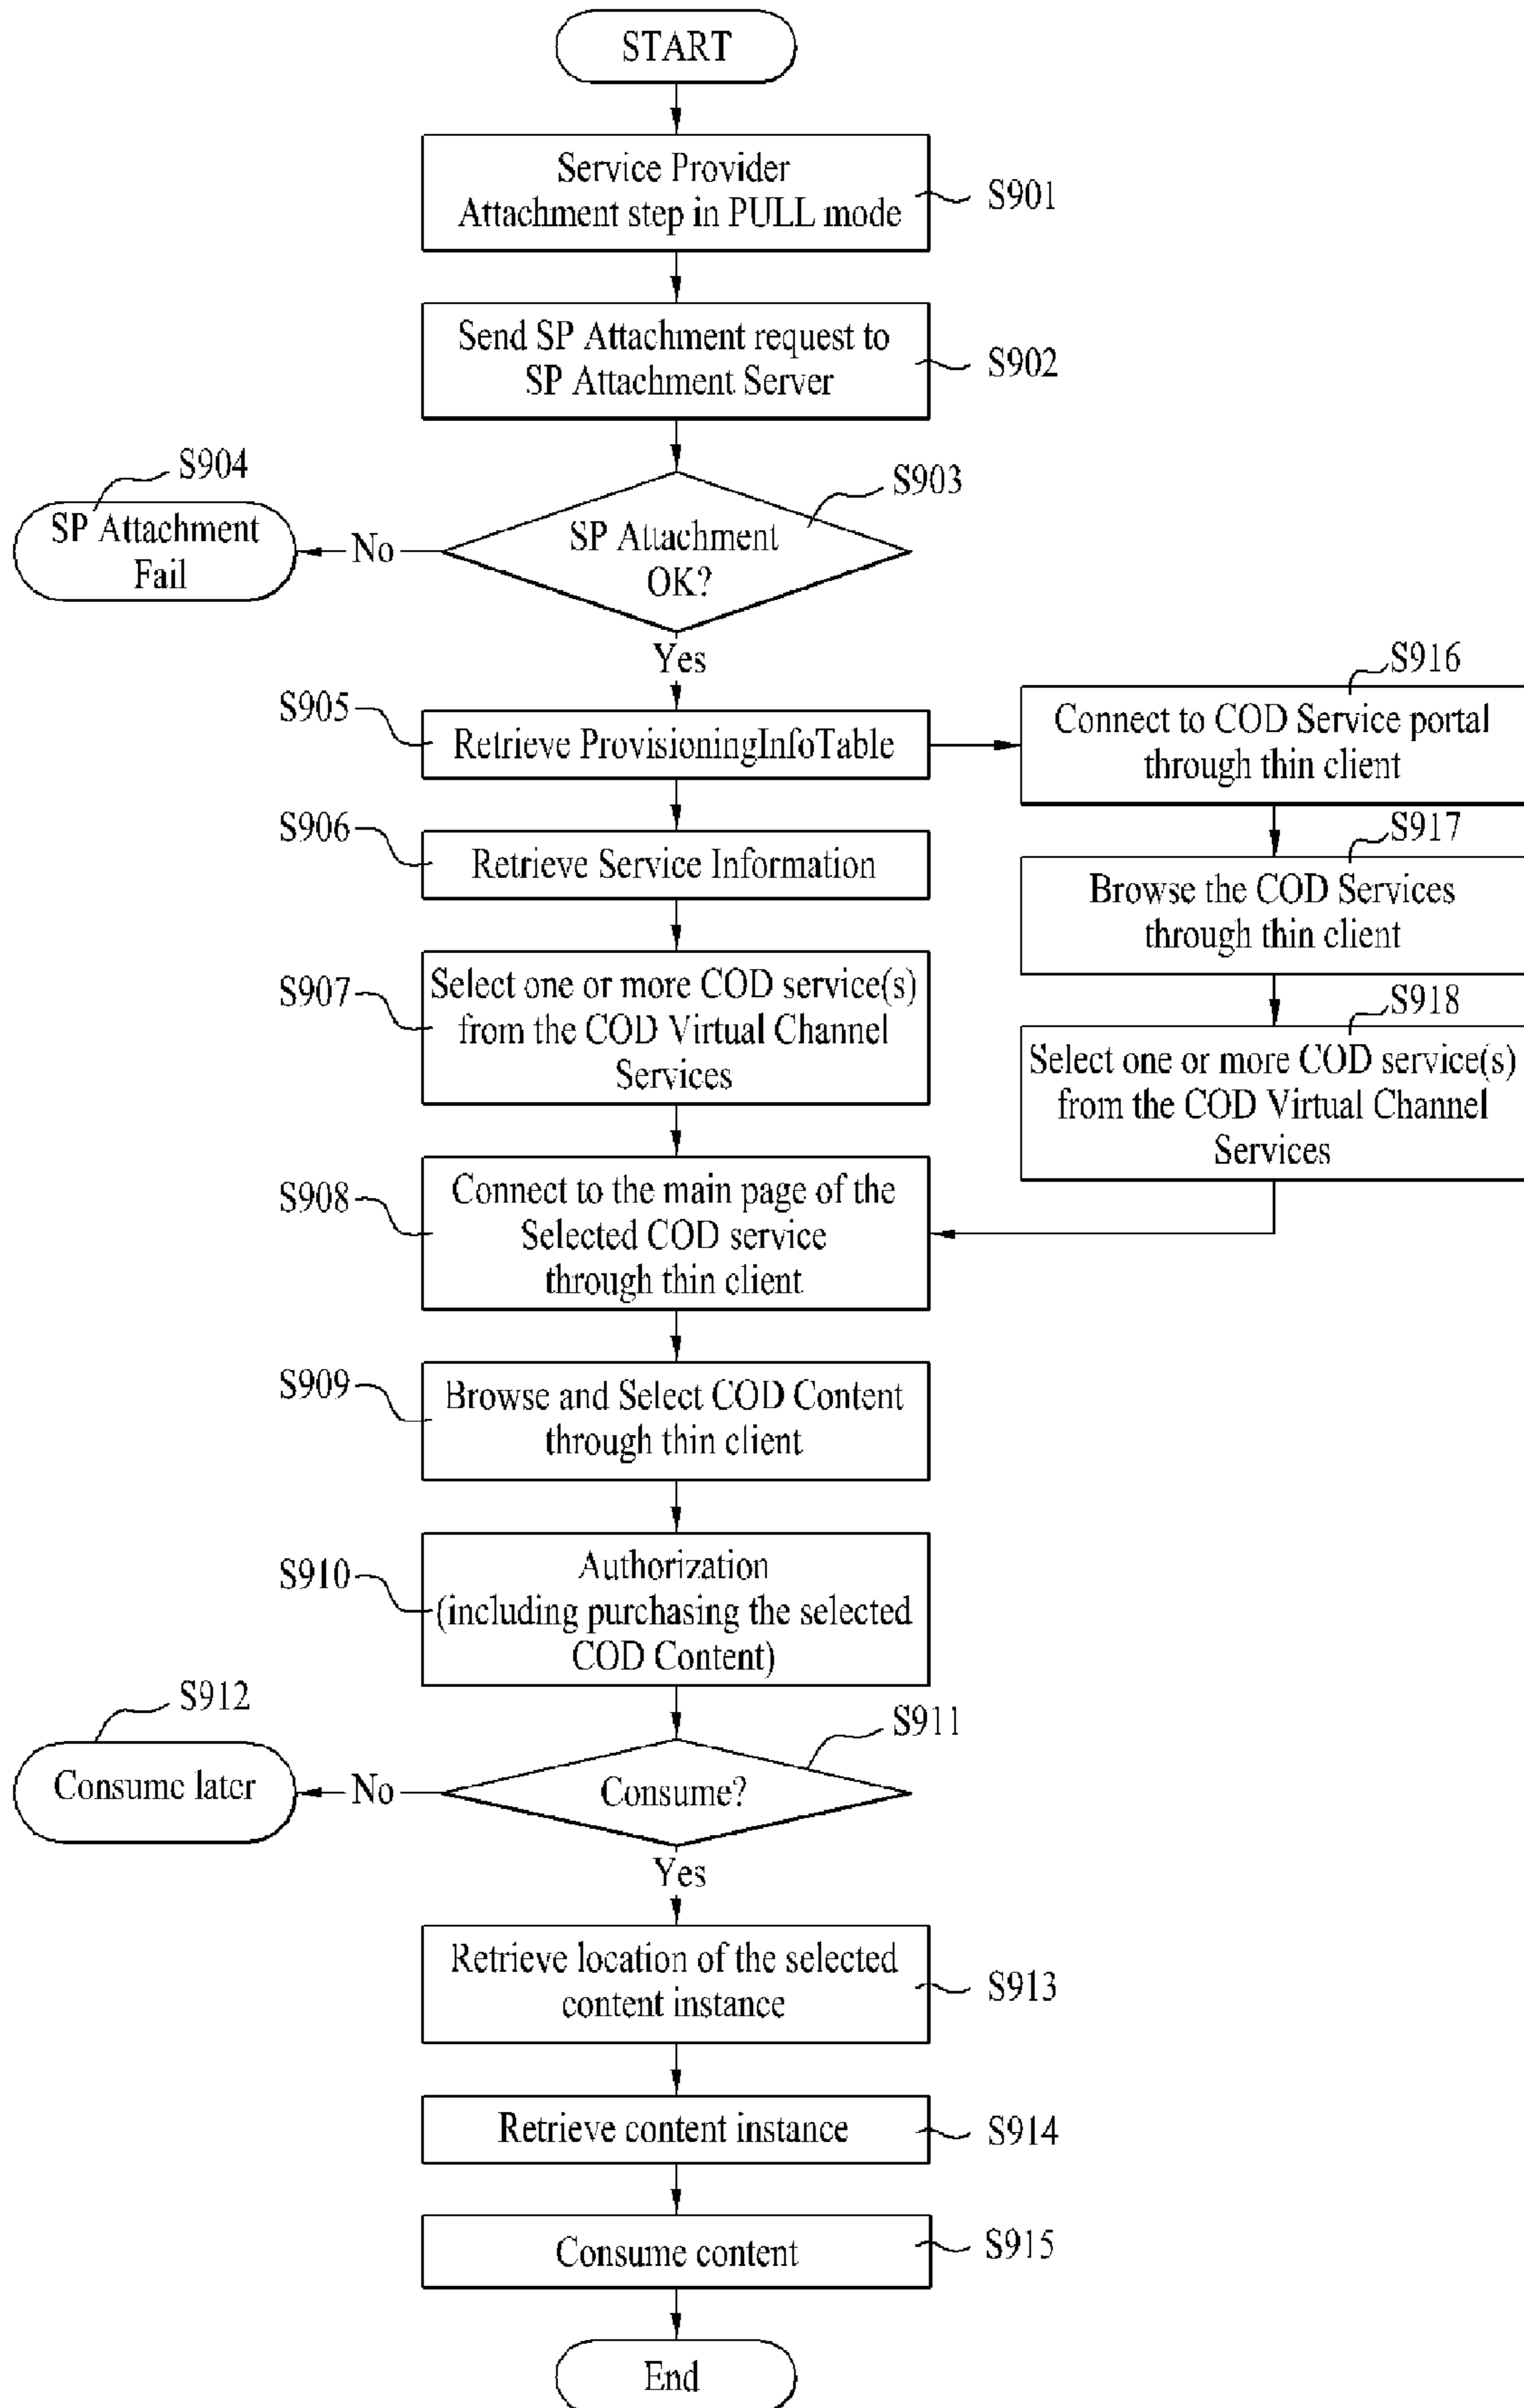 START
Service Provider
Attachment step in PULL mode
S901
Send SP Attachment request to
SP Attachment Server
S902
S904
SP Attachment
Fail
No
S903
SP Attachment
OK?
Yes
S905
Retrieve ProvisioningInfoTable
S916
Connect to COD Service portal
through thin client
S906
Retrieve Service Information
S917
Browse the COD Services
through thin client
S907
Select one or more COD service(s)
from the COD Virtual Channel
Services
S918
Select one or more COD service(s)
from the COD Virtual Channel
Services
S908
Connect to the main page of the
Selected COD service
through thin client
S909
Browse and Select COD Content
through thin client
S910
Authorization
(including purchasing the selected
COD Content)
S912
Consume later
No
S911
Consume?
Yes
Retrieve location of the selected
content instance
S913
Retrieve content instance
S914
Consume content
S915
End